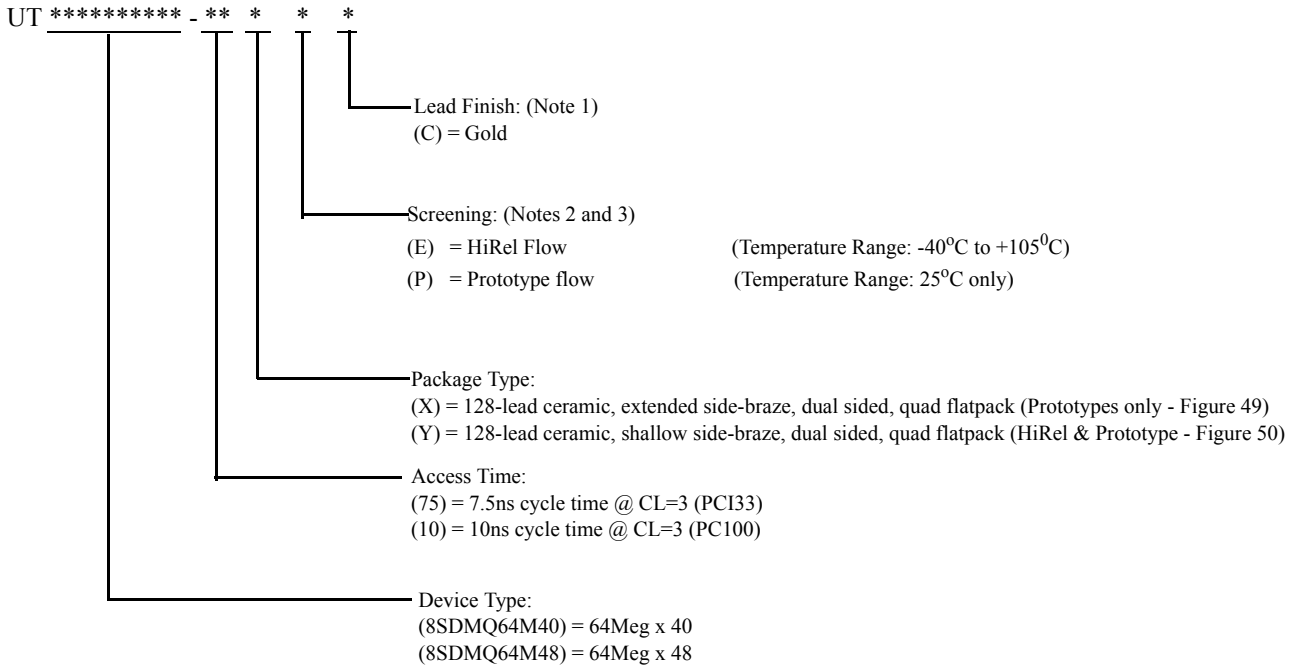 UT ********** - ** * * *
Lead Finish: (Note 1)
(C) = Gold
Screening: (Notes 2 and 3)
(E) = HiRel Flow (Temperature Range: -40°C to +105⁰C)
(P) = Prototype flow (Temperature Range: 25°C only)
Package Type:
(X) = 128-lead ceramic, extended side-braze, dual sided, quad flatpack (Prototypes only - Figure 49)
(Y) = 128-lead ceramic, shallow side-braze, dual sided, quad flatpack (HiRel & Prototype - Figure 50)
Access Time:
(75) = 7.5ns cycle time @ CL=3 (PCI33)
(10) = 10ns cycle time @ CL=3 (PC100)
Device Type:
(8SDMQ64M40) = 64Meg x 40
(8SDMQ64M48) = 64Meg x 48